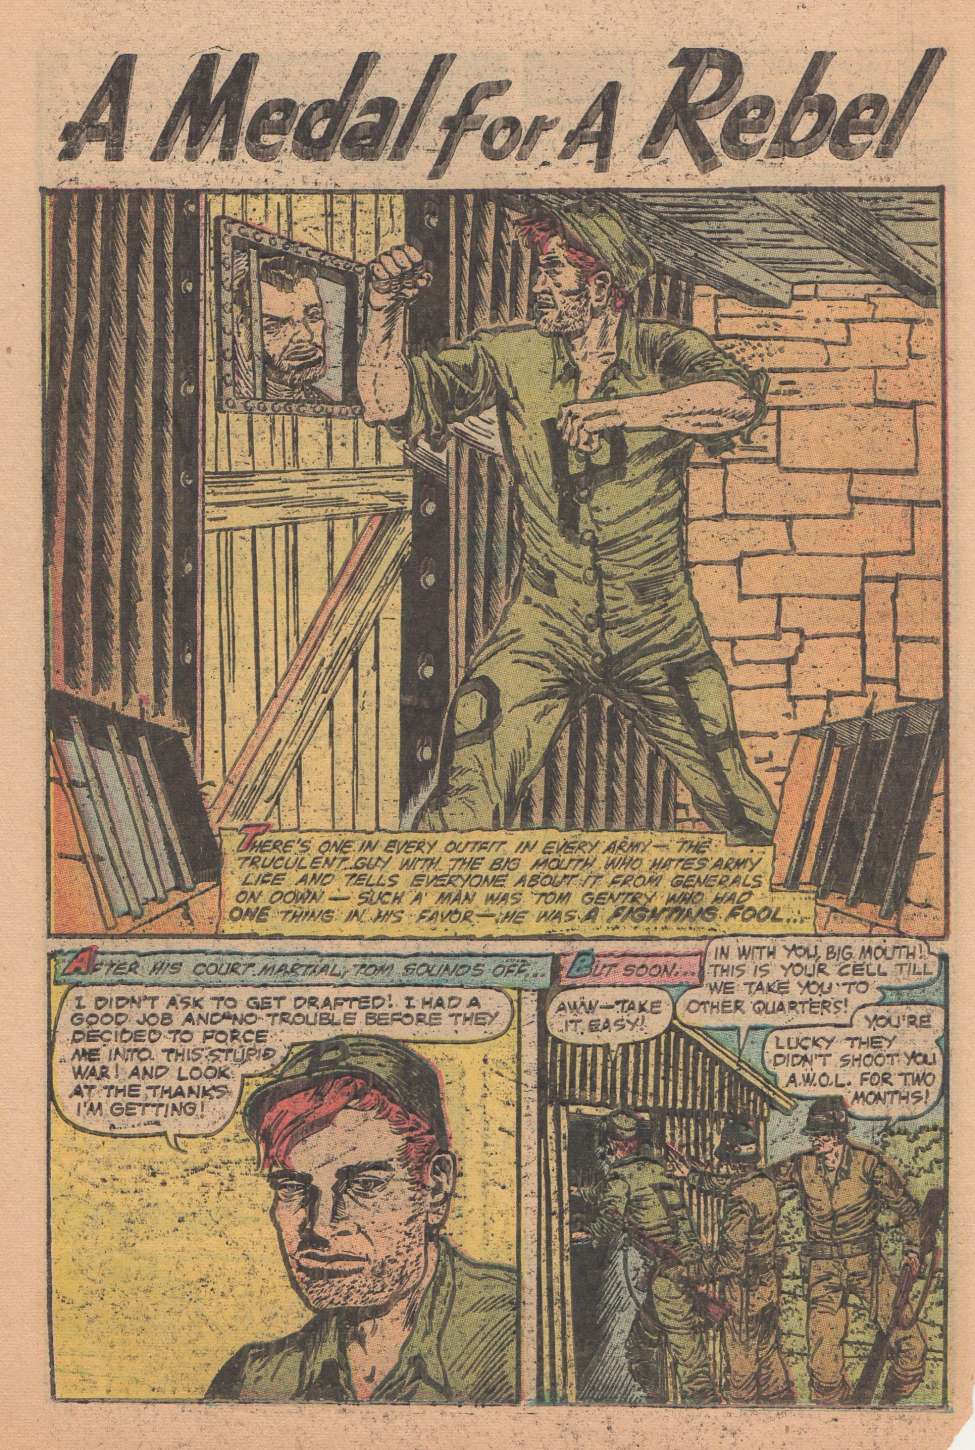 A Medal for A Rebel
THERE'S ONE IN EVERY OUTFIT IN EVERY ARMY — THE
TRUCULENT GUY WITH THE BIG MOUTH WHO HATES ARMY
LIFE AND TELLS EVERYONE ABOUT IT FROM GENERALS
ON DOWN — SUCH A MAN WAS TOM GENTRY WHO HAD
ONE THING IN HIS FAVOR — HE WAS A FIGHTING FOOL...
AFTER HIS COURT MARTIAL, TOM SOUNDS OFF...
I DIDN'T ASK TO GET DRAFTED! I HAD A
GOOD JOB AND NO TROUBLE BEFORE THEY
DECIDED TO FORCE
ME INTO THIS STUPID
WAR! AND LOOK
AT THE THANKS
I'M GETTING!
BUT SOON...
AWW — TAKE
IT EASY!
IN WITH YOU, BIG MOUTH!
THIS IS YOUR CELL TILL
WE TAKE YOU TO
OTHER QUARTERS!
YOU'RE
LUCKY THEY
DIDN'T SHOOT YOU
A.W.O.L. FOR TWO
MONTHS!
P
P
P